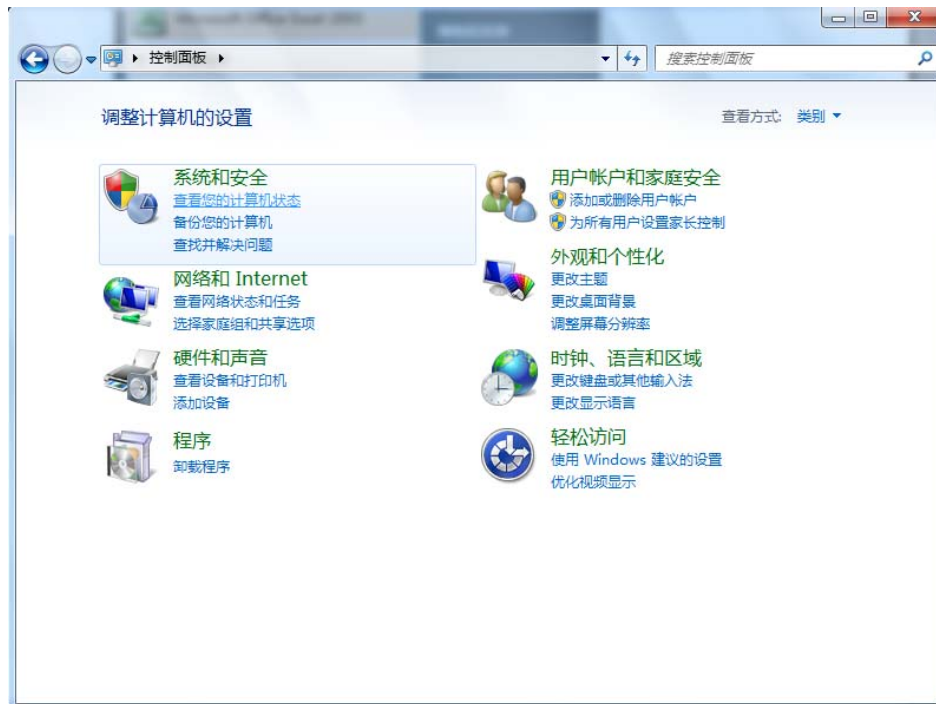 Microsoft Office Excel 2003
控制面板
搜索控制面板
调整计算机的设置
查看方式: 类别
系统和安全
查看您的计算机状态
备份您的计算机
查找并解决问题
网络和 Internet
查看网络状态和任务
选择家庭组和共享选项
硬件和声音
查看设备和打印机
添加设备
程序
卸载程序
用户帐户和家庭安全
添加或删除用户帐户
为所有用户设置家长控制
外观和个性化
更改主题
更改桌面背景
调整屏幕分辨率
时钟、语言和区域
更改键盘或其他输入法
更改显示语言
轻松访问
使用 Windows 建议的设置
优化视频显示